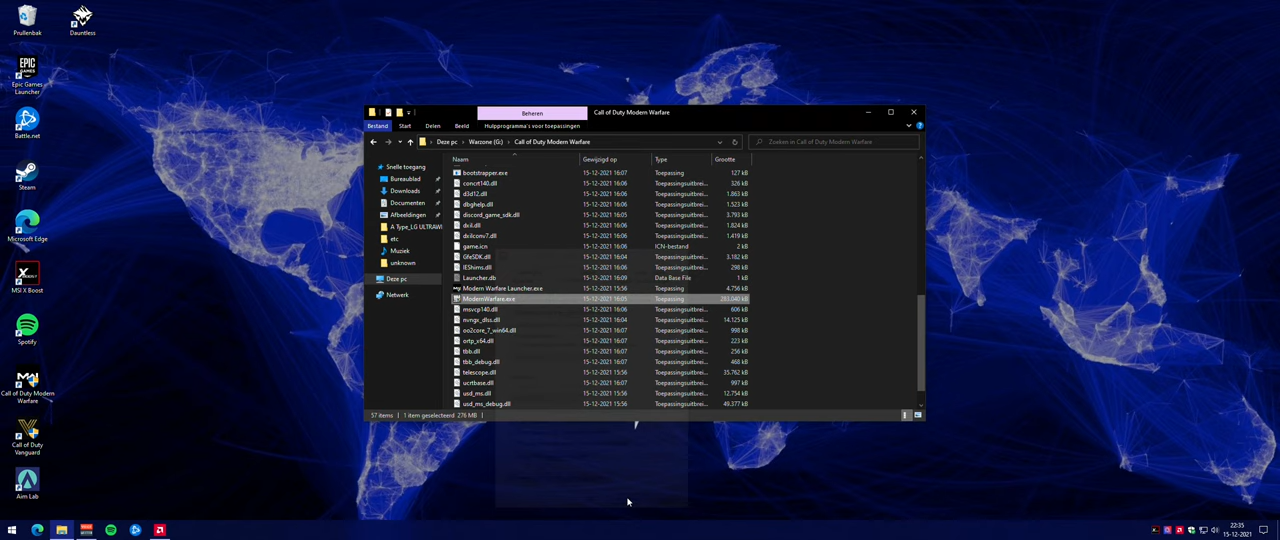 Prullenbak
Dauntless
EPIC
GAMES
Epic Games
Launcher
Battle.net
Steam
Microsoft Edge
MSI X Boost
Spotify
Call of Duty Modern
Warfare
Call of Duty
Vanguard
Aim Lab
Beheren
Call of Duty Modern Warfare
Bestand Start Delen Beeld Hulpprogramma's voor toepassingen
Deze pc > Warzone (G:) > Call of Duty Modern Warfare
Zoeken in Call of Duty Modern Warfare
Snelle toegang
Bureaublad
Downloads
Documenten
Afbeeldingen
A Type_LG ULTRAW
etc
Muziek
unknown
Deze pc
Netwerk
Naam Gewijzigd op Type Grootte
bootstrapper.exe 15-12-2021 16:07 Toepassing 127 kB
concrt140.dll 15-12-2021 16:06 Toepassingsuitbrei... 326 kB
d3d12.dll 15-12-2021 16:06 Toepassingsuitbrei... 1.863 kB
dbghelp.dll 15-12-2021 16:07 Toepassingsuitbrei... 1.523 kB
discord_game_sdk.dll 15-12-2021 16:05 Toepassingsuitbrei... 3.793 kB
dxil.dll 15-12-2021 16:06 Toepassingsuitbrei... 1.824 kB
dxilconv7.dll 15-12-2021 16:06 Toepassingsuitbrei... 1.419 kB
game.icn 15-12-2021 16:06 ICN-bestand 2 kB
GfeSDK.dll 15-12-2021 16:04 Toepassingsuitbrei... 3.182 kB
IEShims.dll 15-12-2021 16:06 Toepassingsuitbrei... 298 kB
Launcher.db 15-12-2021 16:09 Data Base File 1 kB
Modern Warfare Launcher.exe 15-12-2021 15:56 Toepassing 4.756 kB
ModernWarfare.exe 15-12-2021 16:05 Toepassing 283.040 kB
msvcp140.dll 15-12-2021 16:06 Toepassingsuitbrei... 606 kB
nvngx_dlss.dll 15-12-2021 16:04 Toepassingsuitbrei... 14.125 kB
oo2core_7_win64.dll 15-12-2021 16:07 Toepassingsuitbrei... 998 kB
ortp_x64.dll 15-12-2021 16:07 Toepassingsuitbrei... 223 kB
tbb.dll 15-12-2021 16:07 Toepassingsuitbrei... 256 kB
tbb_debug.dll 15-12-2021 16:07 Toepassingsuitbrei... 468 kB
telescope.dll 15-12-2021 15:56 Toepassingsuitbrei... 35.762 kB
ucrtbase.dll 15-12-2021 16:07 Toepassingsuitbrei... 997 kB
usd_ms.dll 15-12-2021 15:56 Toepassingsuitbrei... 12.754 kB
usd_ms_debug.dll 15-12-2021 15:56 Toepassingsuitbrei... 49.377 kB
57 items 1 item geselecteerd 276 MB
22:35
15-12-2021